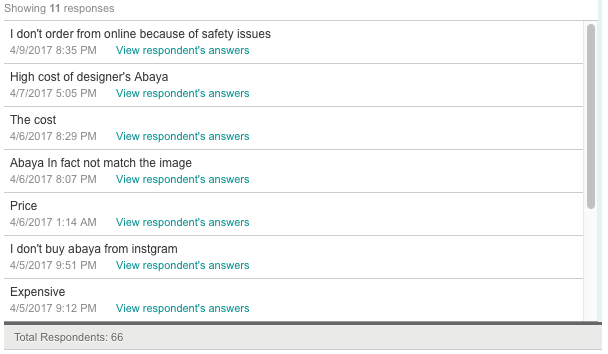 Showing 11 responses
I don't order from online because of safety issues
4/9/2017 8:35 PM View respondent's answers
High cost of designer's Abaya
4/7/2017 5:05 PM View respondent's answers
The cost
4/6/2017 8:29 PM View respondent's answers
Abaya In fact not match the image
4/6/2017 8:07 PM View respondent's answers
Price
4/6/2017 1:14 AM View respondent's answers
I don't buy abaya from instgram
4/5/2017 9:51 PM View respondent's answers
Expensive
4/5/2017 9:12 PM View respondent's answers
Total Respondents: 66